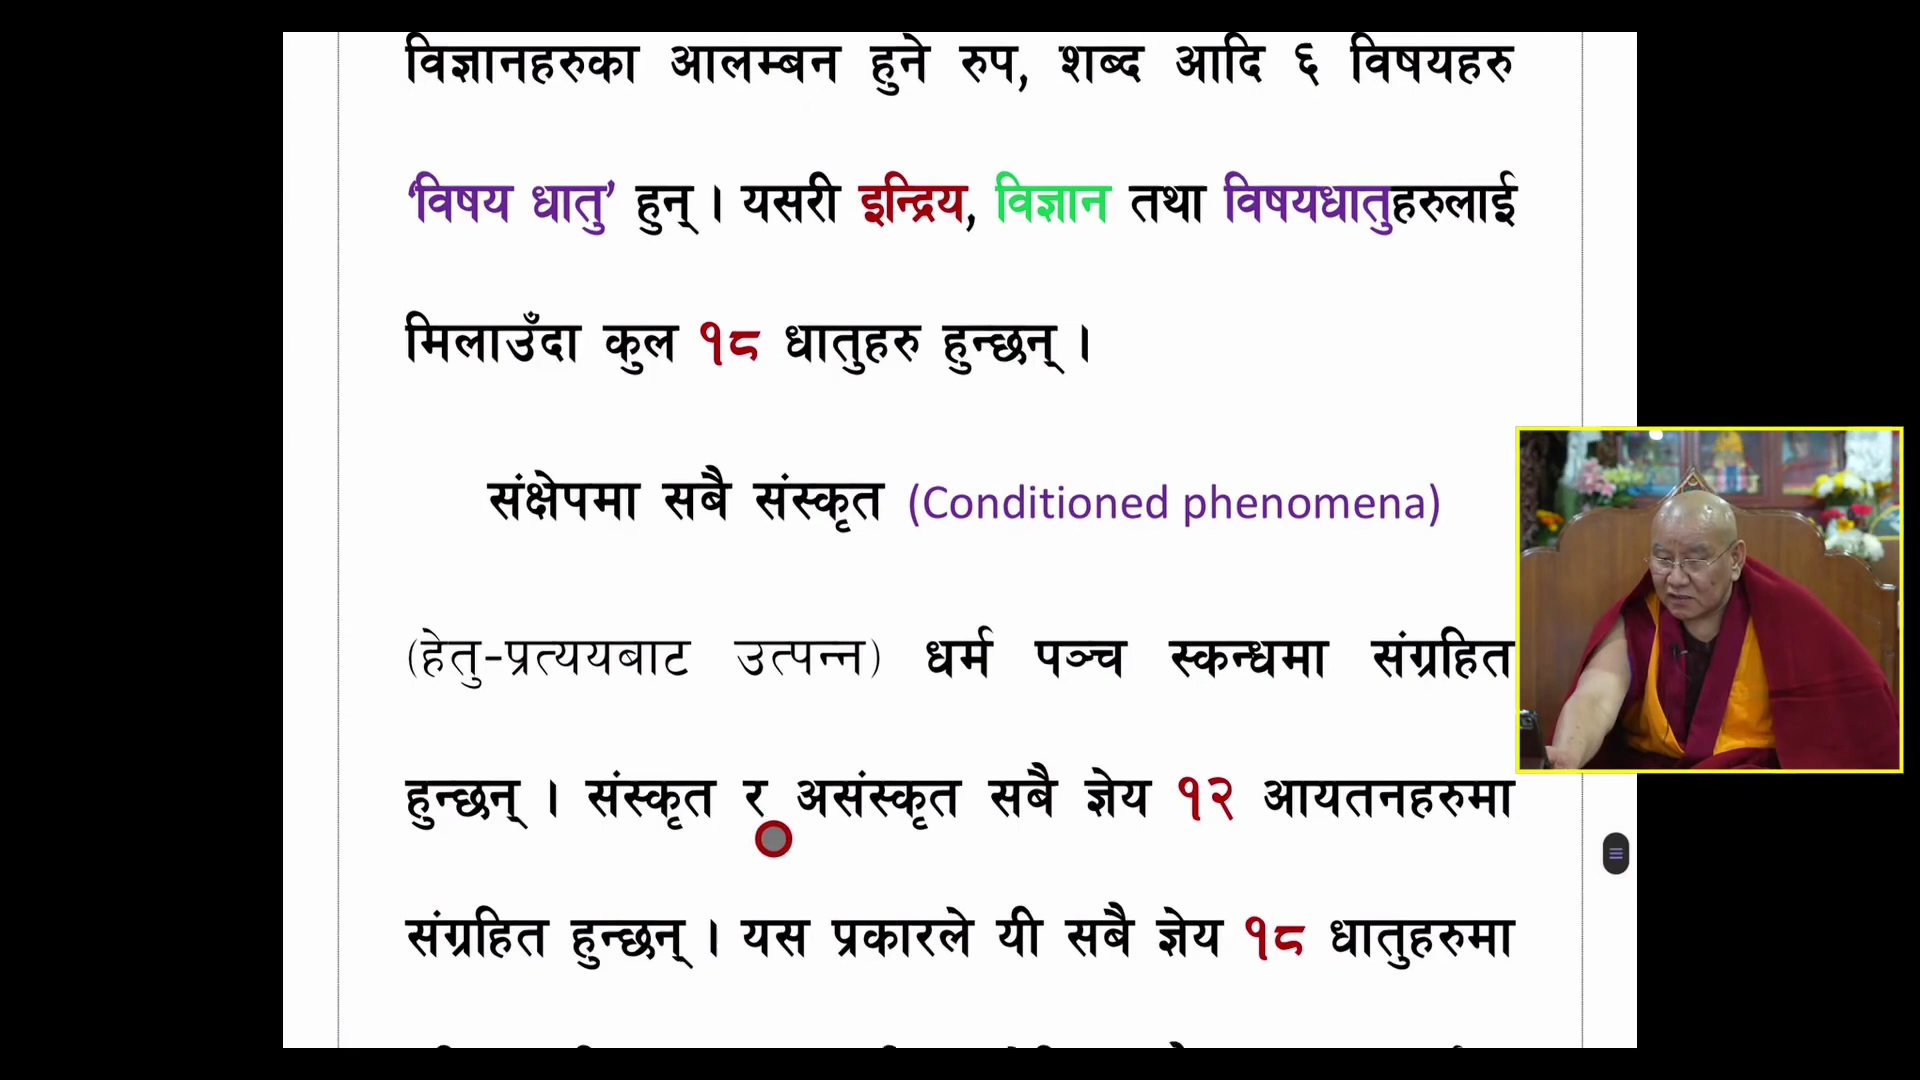 विज्ञानहरुका आलम्बन हुने रुप, शब्द आदि ६ विषयहरु
‘विषय धातु’ हुन् । यसरी इन्द्रिय, विज्ञान तथा विषयधातुहरुलाई
मिलाउँदा कुल १८ धातुहरु हुन्छन् ।
संक्षेपमा सबै संस्कृत (Conditioned phenomena)
(हेतु-प्रत्ययबाट उत्पन्न) धर्म पञ्च स्कन्धमा संग्रहित
हुन्छन् । संस्कृत र असंस्कृत सबै ज्ञेय १२ आयतनहरुमा
संग्रहित हुन्छन् । यस प्रकारले यी सबै ज्ञेय १८ धातुहरुमा